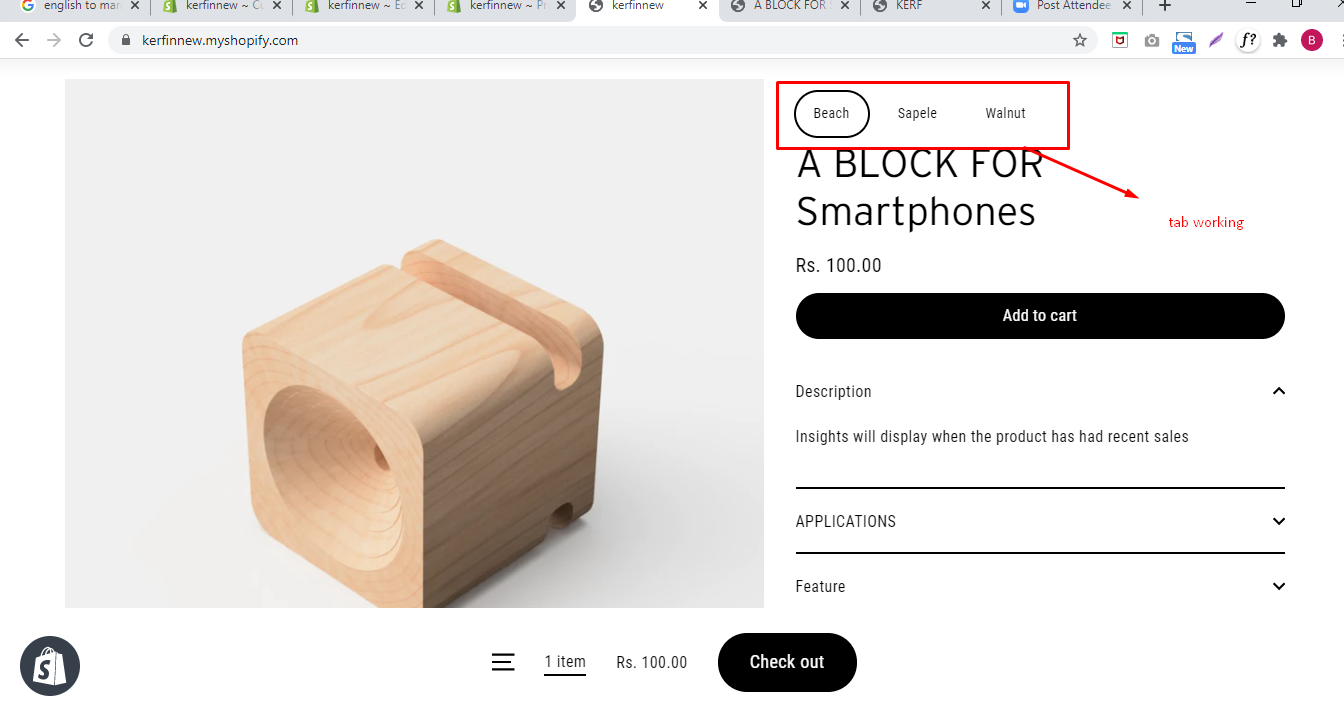 english to mar
kerfinnew ~ Cu
kerfinnew ~ Ed
kerfinnew ~ Pr
kerfinnew
A BLOCK FOR S
KERF
Post Attendee
kerfinnew.myshopify.com
New
f?
B
Beach
Sapele
Walnut
A BLOCK FOR
Smartphones
tab working
Rs. 100.00
Add to cart
Description
Insights will display when the product has had recent sales
APPLICATIONS
Feature
S
1 item
Rs. 100.00
Check out